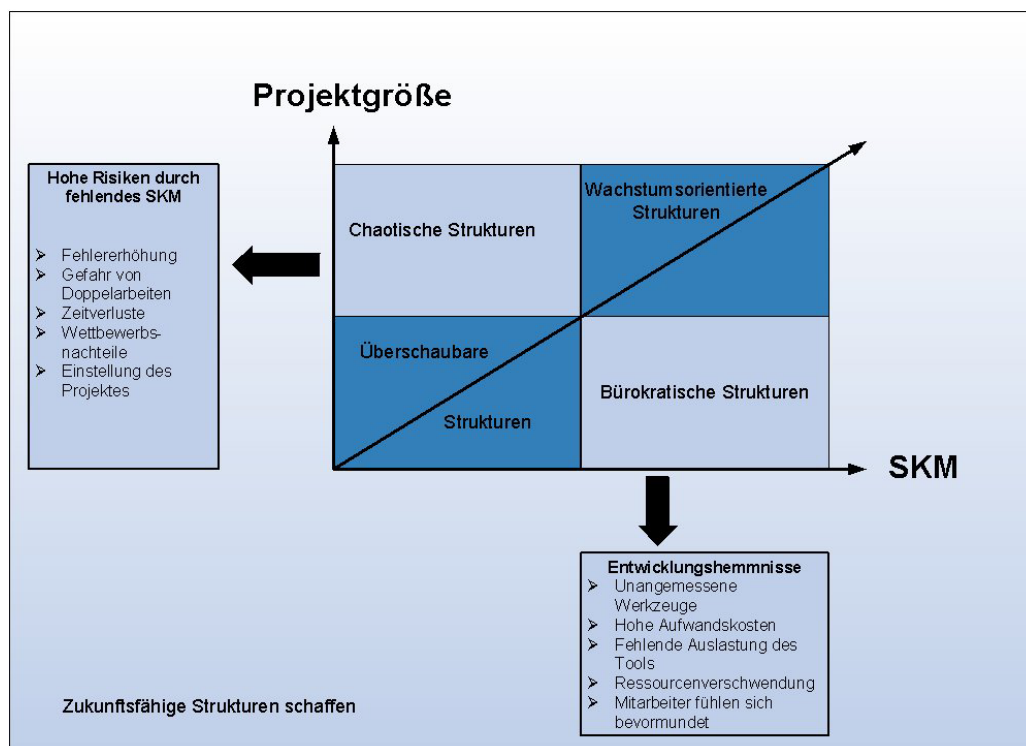 Projektgröße
Hohe Risiken durch
fehlendes SKM
➢ Fehlererhöhung
➢ Gefahr von
Doppelarbeiten
➢ Zeitverluste
➢ Wettbewerbs-
nachteile
➢ Einstellung des
Projektes
Chaotische Strukturen
Wachstumsorientierte
Strukturen
Überschaubare
Strukturen
Bürokratische Strukturen
SKM
Entwicklungshemmnisse
➢ Unangemessene
Werkzeuge
➢ Hohe Aufwandskosten
➢ Fehlende Auslastung des
Tools
➢ Ressourcenverschwendung
➢ Mitarbeiter fühlen sich
bevormundet
Zukunftsfähige Strukturen schaffen